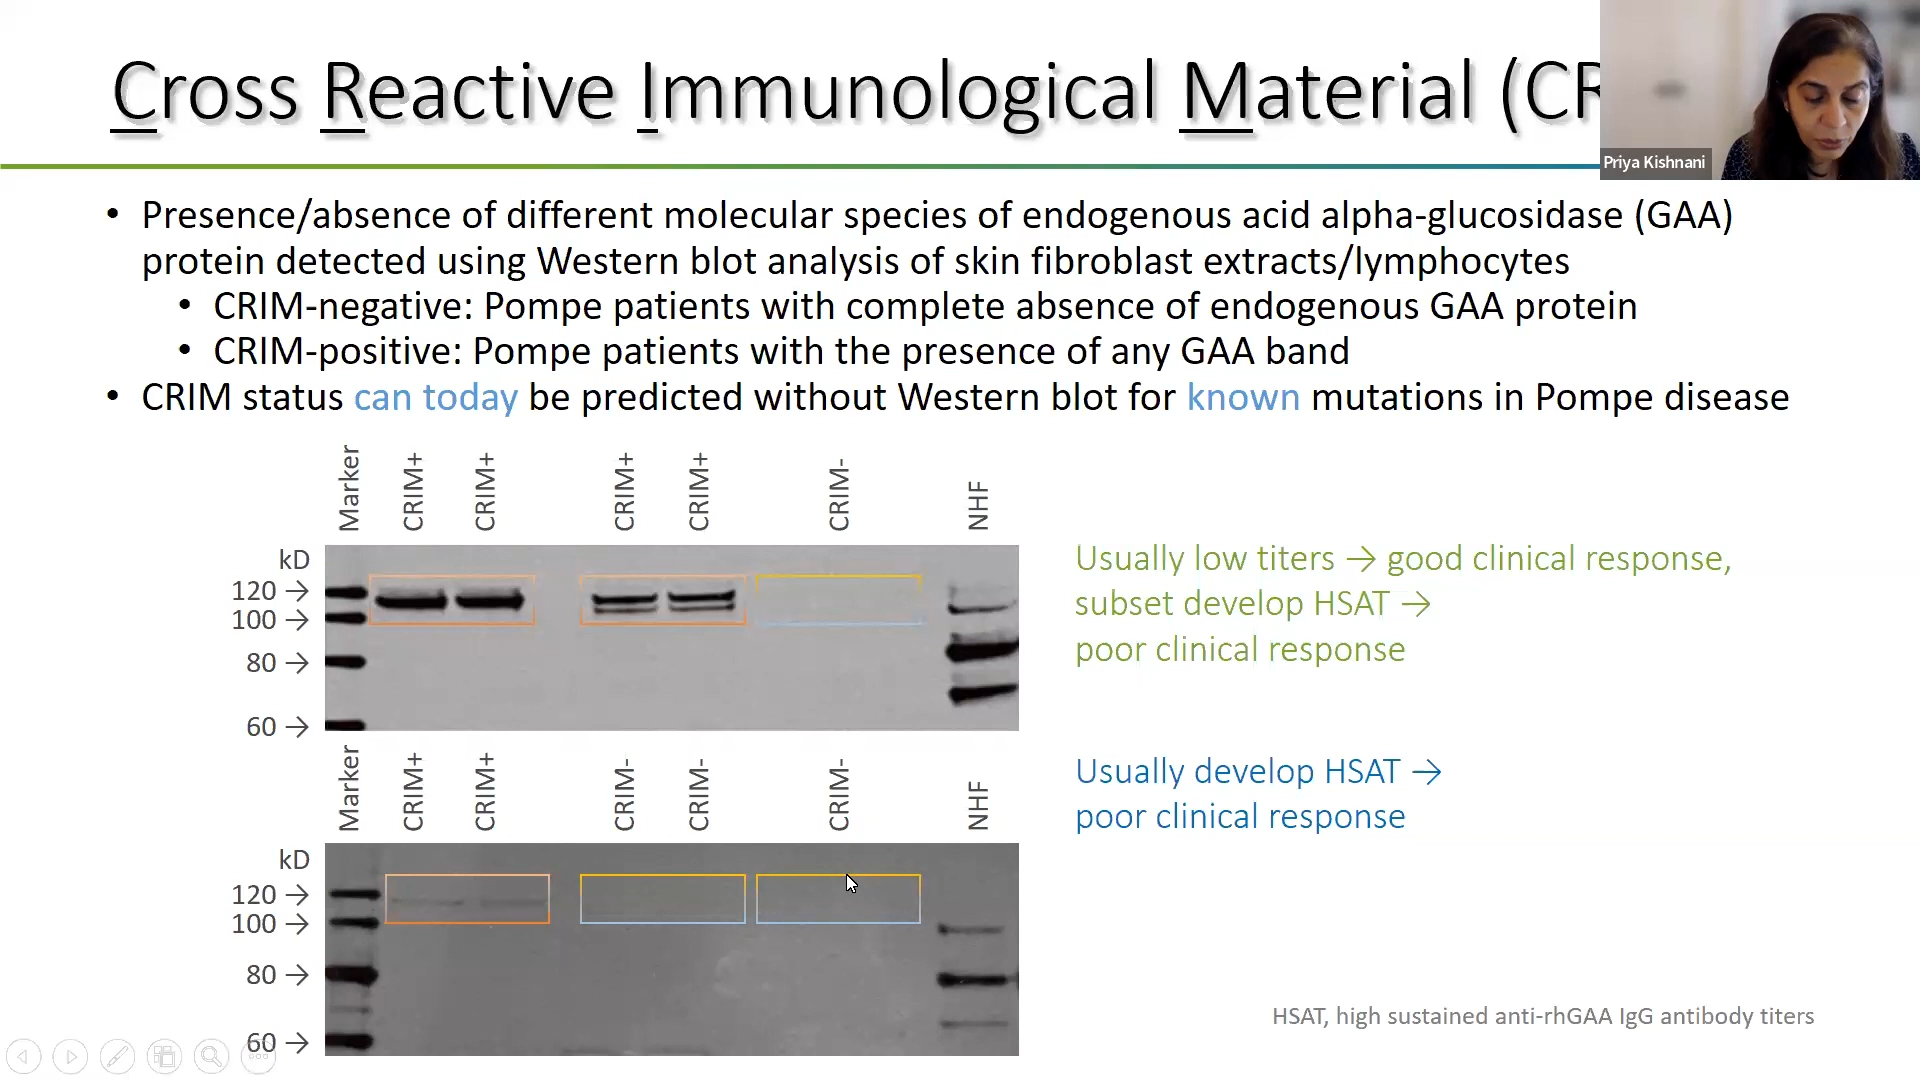 Cross Reactive Immunological Material (CR
Priya Kishnani
• Presence/absence of different molecular species of endogenous acid alpha-glucosidase (GAA)
protein detected using Western blot analysis of skin fibroblast extracts/lymphocytes
• CRIM-negative: Pompe patients with complete absence of endogenous GAA protein
• CRIM-positive: Pompe patients with the presence of any GAA band
• CRIM status can today be predicted without Western blot for known mutations in Pompe disease
Marker CRIM+ CRIM+ CRIM+ CRIM+ CRIM- NHF
kD
120 →
100 →
80 →
60 →
Usually low titers → good clinical response,
subset develop HSAT →
poor clinical response
Marker CRIM+ CRIM+ CRIM- CRIM- CRIM- NHF
kD
120 →
100 →
80 →
60 →
Usually develop HSAT →
poor clinical response
HSAT, high sustained anti-rhGAA IgG antibody titers